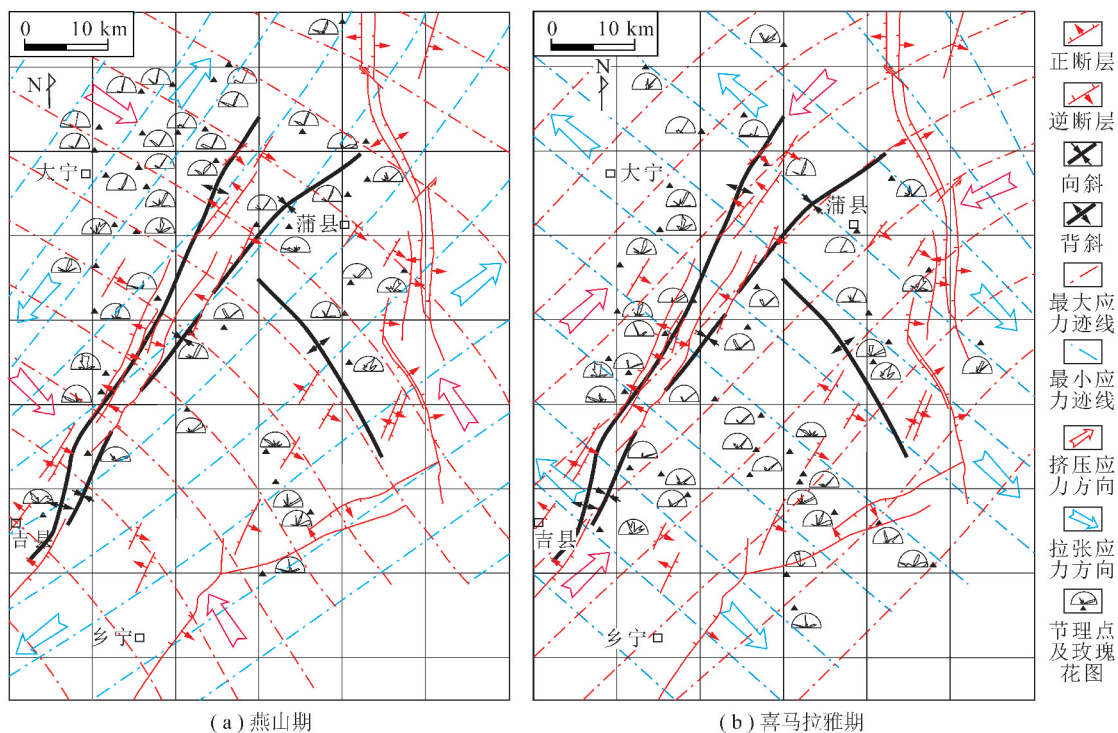 0 10 km
N
大宁
蒲县
吉县
乡宁
(a)燕山期
0 10 km
N
大宁
蒲县
吉县
乡宁
(b)喜马拉雅期
正断层
逆断层
向斜
背斜
最大应
力迹线
最小应
力迹线
挤压应
力方向
拉张应
力方向
节理点
及玫瑰
花图